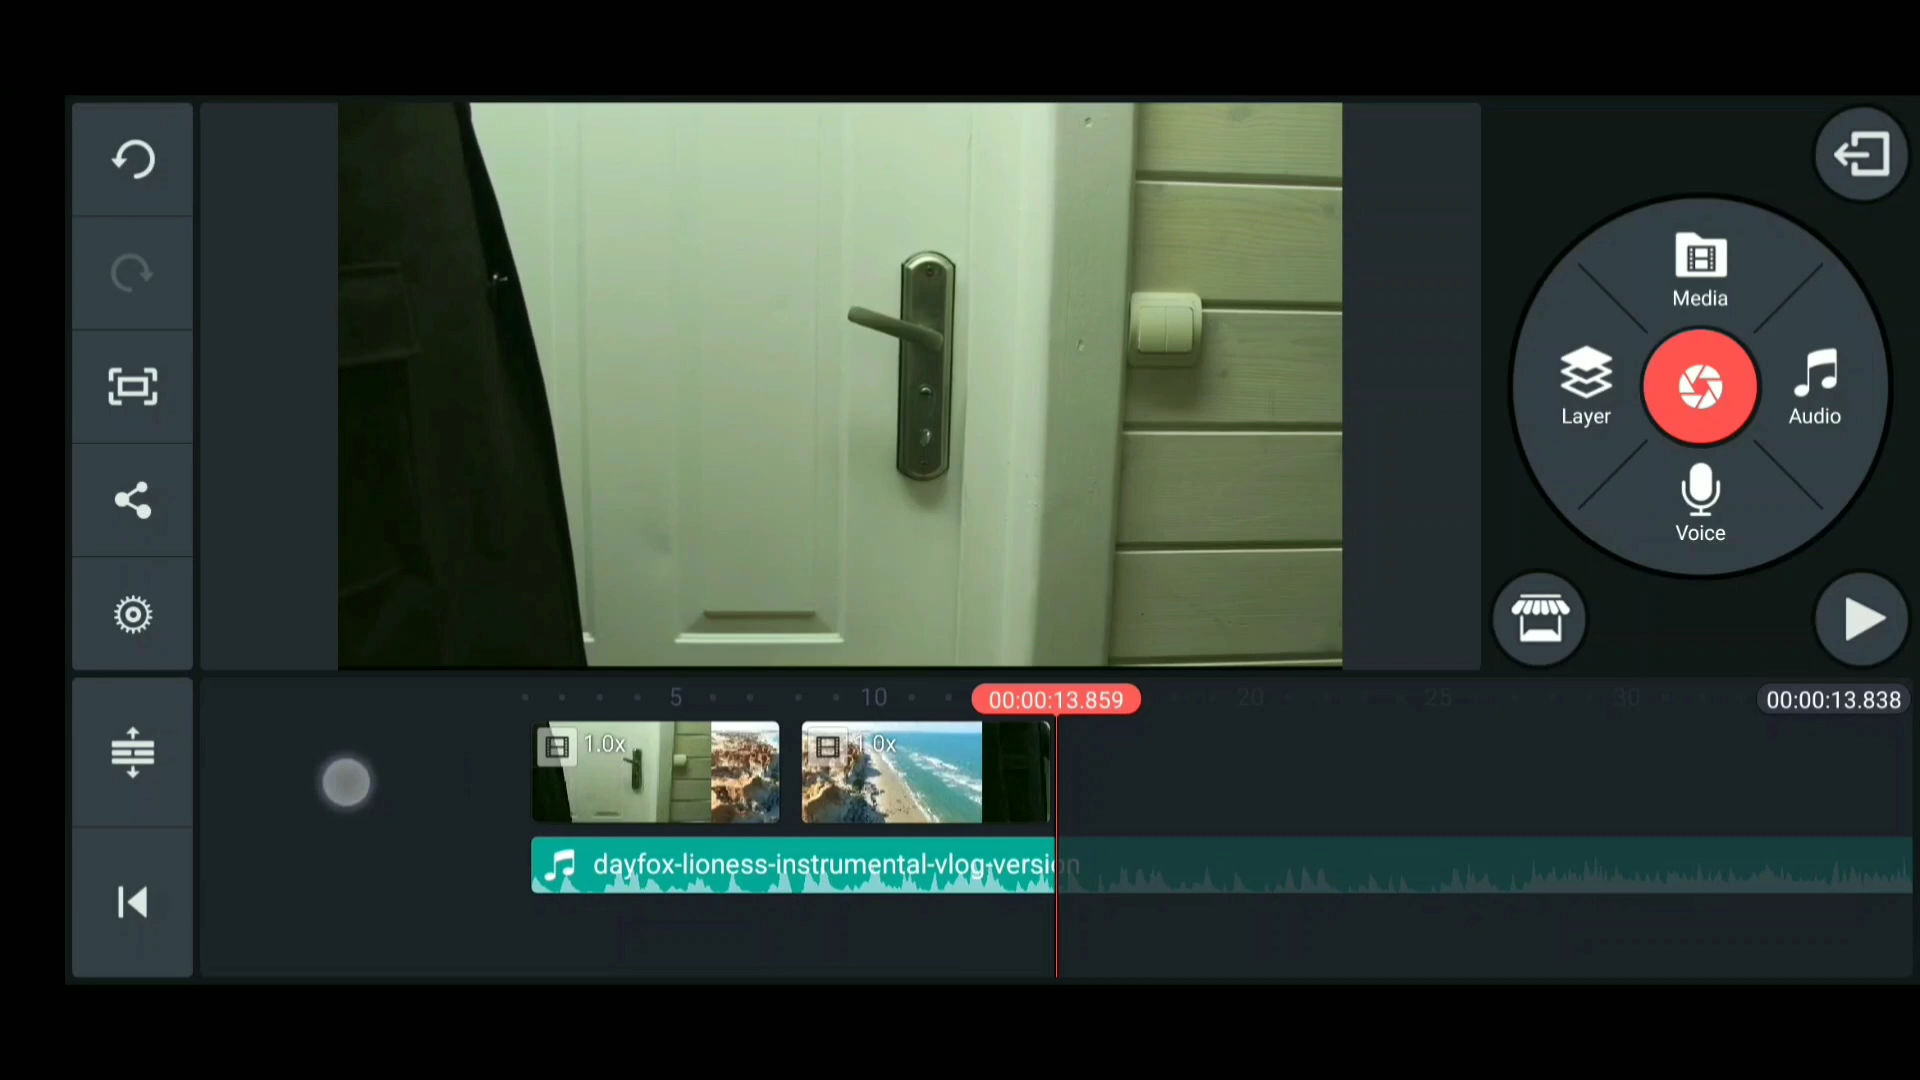 Media
Layer
Audio
Voice
5
10
00:00:13.859
20
25
30
00:00:13.838
1.0x
1.0x
dayfox-lioness-instrumental-vlog-version